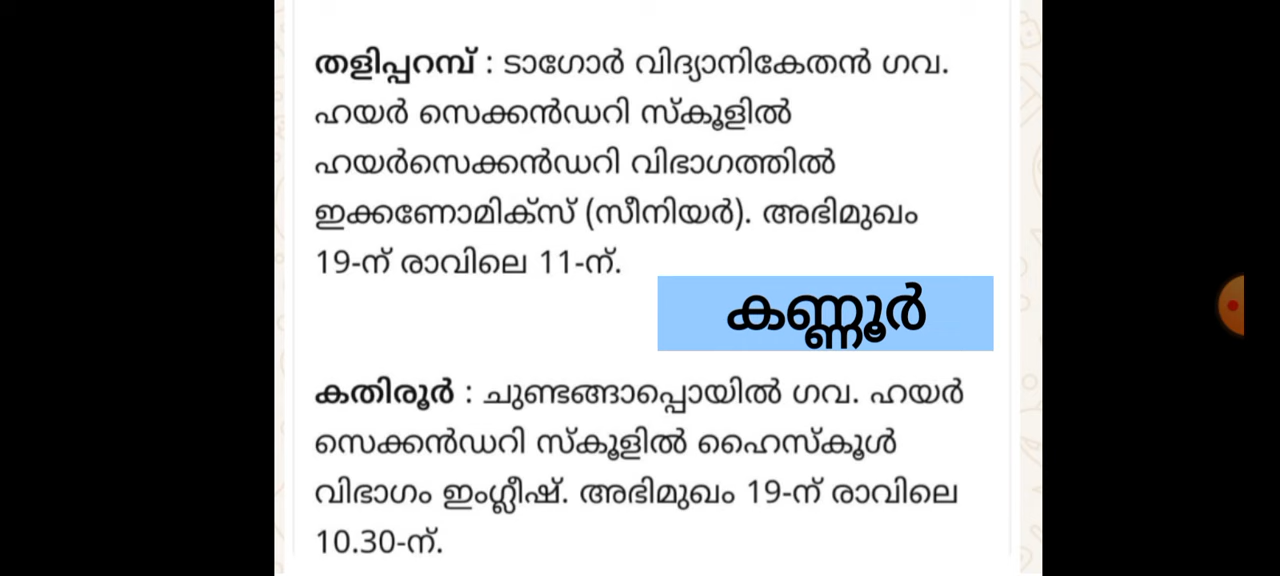 തളിപ്പറമ്പ് : ടാഗോർ വിദ്യാനികേതൻ ഗവ.
ഹയർ സെക്കൻഡറി സ്കൂളിൽ
ഹയർസെക്കൻഡറി വിഭാഗത്തിൽ
ഇക്കണോമിക്സ് (സീനിയർ). അഭിമുഖം
19-ന് രാവിലെ 11-ന്.
കണ്ണൂർ
കതിരൂർ : ചുണ്ടങ്ങാപ്പൊയിൽ ഗവ. ഹയർ
സെക്കൻഡറി സ്കൂളിൽ ഹൈസ്കൂൾ
വിഭാഗം ഇംഗ്ലീഷ്. അഭിമുഖം 19-ന് രാവിലെ
10.30-ന്.